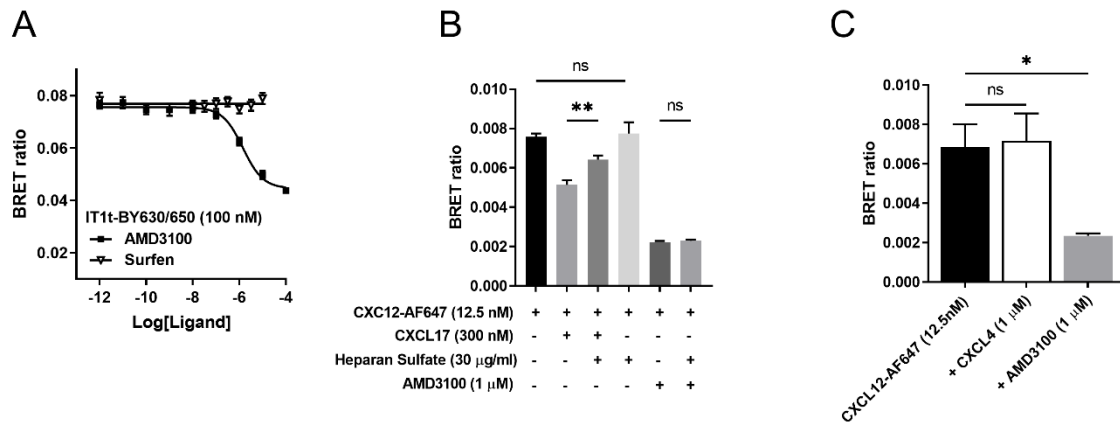 A
BRET ratio
0.08
0.06
0.04
0.02
IT1t-BY630/650 (100 nM)
AMD3100
Surfen
-12 -10 -8 -6 -4
Log[Ligand]
B
BRET ratio
0.010
0.008
0.006
0.004
0.002
0.000
ns
** ns
CXC12-AF647 (12.5 nM) + + + + + +
CXCL17 (300 nM) - + + - - -
Heparan Sulfate (30 μg/ml) - - + + - +
AMD3100 (1 μM) - - - - + +
C
BRET ratio
0.010
0.008
0.006
0.004
0.002
0.000
*
ns
CXCL12-AF647 (12.5nM)
+ CXCL4 (1 μM)
+ AMD3100 (1 μM)